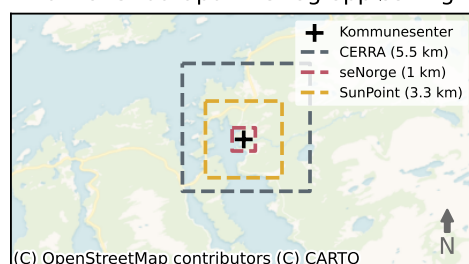 Kommunesenter
CERRA (5.5 km)
seNorge (1 km)
SunPoint (3.3 km)
N
(C) OpenStreetMap contributors (C) CARTO